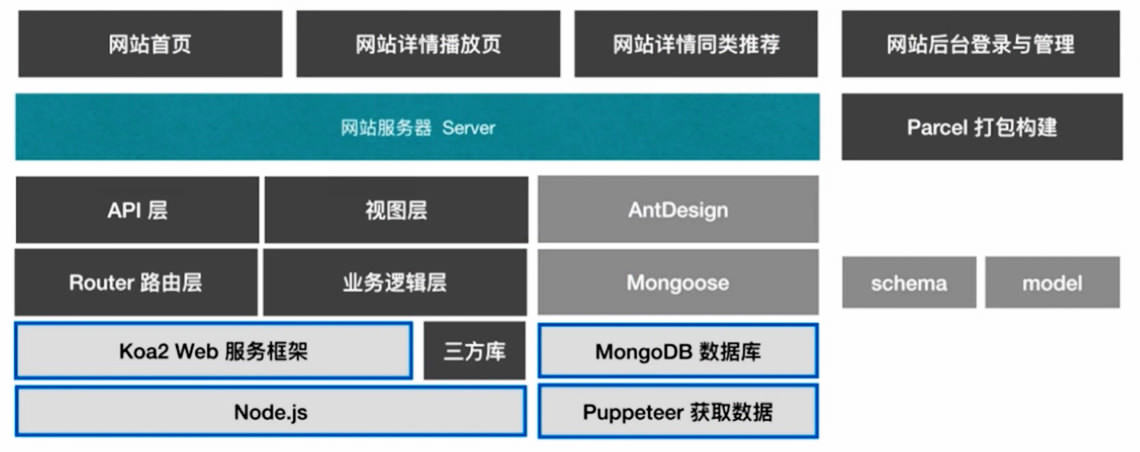 网站首页
网站详情播放页
网站详情同类推荐
网站后台登录与管理
网站服务器 Server
Parcel 打包构建
API 层
视图层
AntDesign
Router 路由层
业务逻辑层
Mongoose
schema
model
Koa2 Web 服务框架
三方库
MongoDB 数据库
Node.js
Puppeteer 获取数据